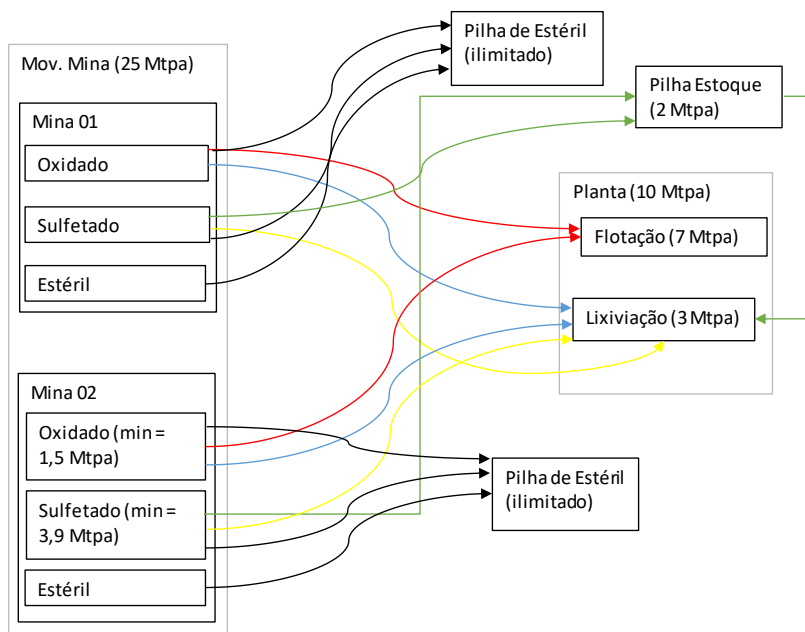 Mov. Mina (25 Mtpa)
Mina 01
Oxidado
Sulfetado
Estéril
Mina 02
Oxidado (min =
1,5 Mtpa)
Sulfetado (min =
3,9 Mtpa)
Estéril
Pilha de Estéril
(ilimitado)
Pilha Estoque
(2 Mtpa)
Planta (10 Mtpa)
Flotação (7 Mtpa)
Lixiviação (3 Mtpa)
Pilha de Estéril
(ilimitado)